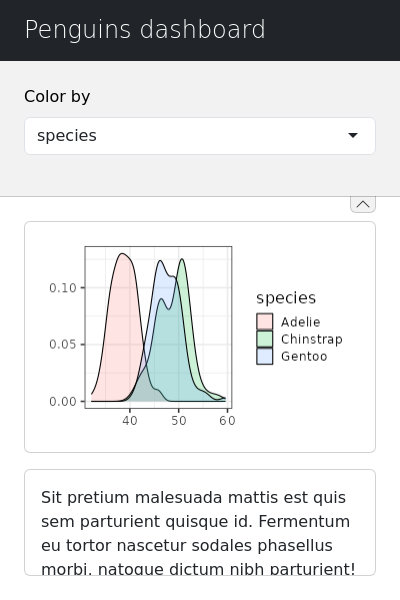 Penguins dashboard
Color by
species
0.10
0.05
0.00
40 50 60
species
Adelie
Chinstrap
Gentoo
Sit pretium malesuada mattis est quis
sem parturient quisque id. Fermentum
eu tortor nascetur sodales phasellus
morbi, natoque dictum nibh parturient!